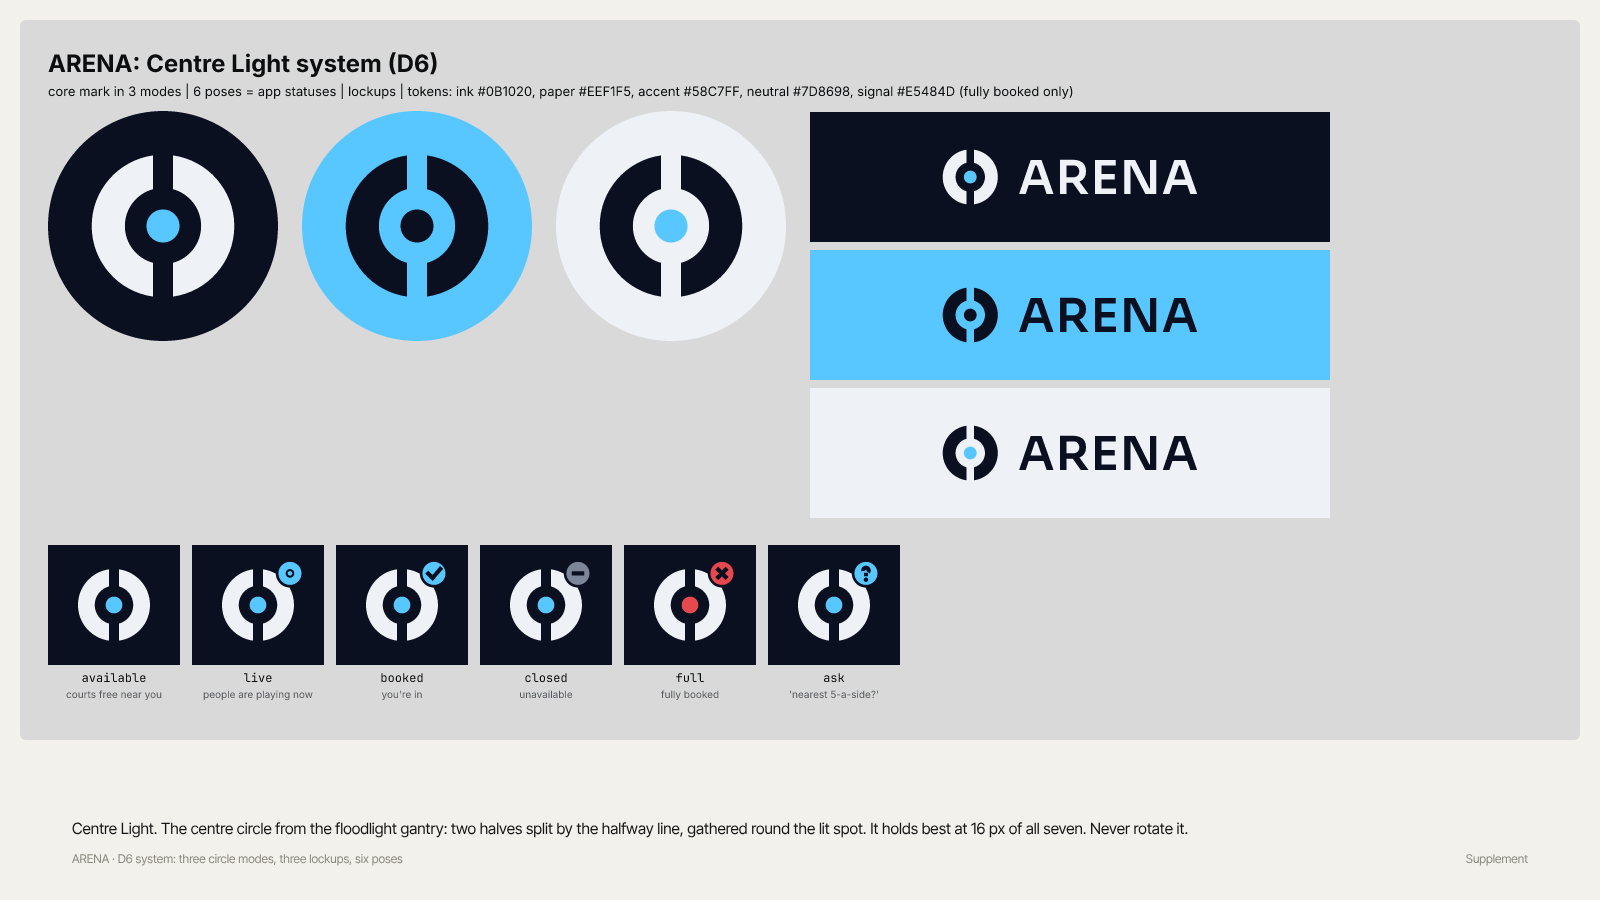 ARENA: Centre Light system (D6)
core mark in 3 modes | 6 poses = app statuses | lockups | tokens: ink #0B1020, paper #EEF1F5, accent #58C7FF, neutral #7D8698, signal #E5484D (fully booked only)
ARENA
ARENA
ARENA
?
available
courts free near you
live
people are playing now
booked
you're in
closed
unavailable
full
fully booked
ask
'nearest 5-a-side?'
Centre Light. The centre circle from the floodlight gantry: two halves split by the halfway line, gathered round the lit spot. It holds best at 16 px of all seven. Never rotate it.
ARENA · D6 system: three circle modes, three lockups, six poses
Supplement